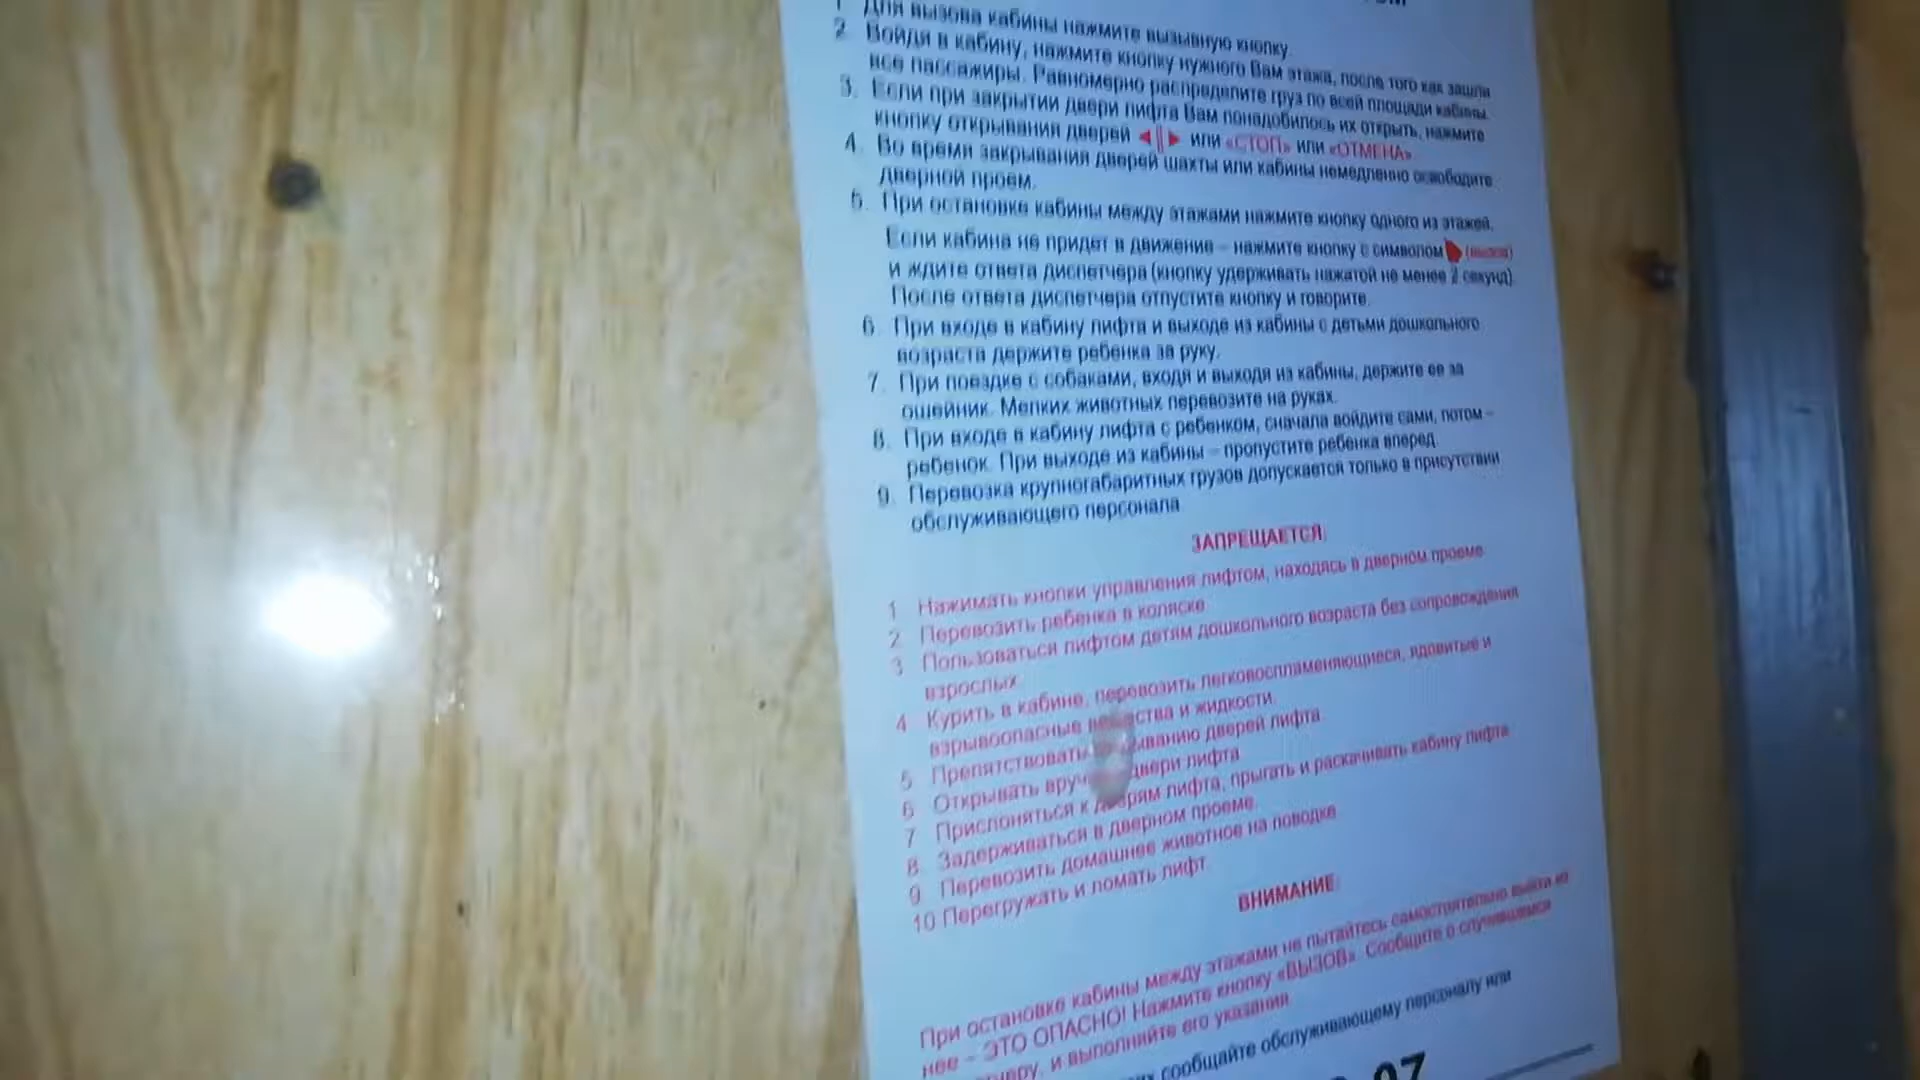 1 Для вызова кабины нажмите вызывную кнопку.
2 Войдя в кабину, нажмите кнопку нужного Вам этажа, после того как зашли
все пассажиры. Равномерно распределите груз по всей площади кабины.
3. Если при закрытии двери лифта Вам понадобилось их открыть, нажмите
кнопку открывания дверей ◄||► или «СТОП» или «ОТМЕНА»
4. Во время закрывания дверей шахты или кабины немедленно освободите
дверной проем.
5. При остановке кабины между этажами нажмите кнопку одного из этажей.
Если кабина не придет в движение – нажмите кнопку с символом (вызов)
и ждите ответа диспетчера (кнопку удерживать нажатой не менее 2 секунд).
После ответа диспетчера отпустите кнопку и говорите.
6. При входе в кабину лифта и выходе из кабины с детьми дошкольного
возраста держите ребенка за руку.
7. При поездке с собаками, входя и выходя из кабины, держите ее за
ошейник. Мелких животных перевозите на руках.
8. При входе в кабину лифта с ребенком, сначала войдите сами, потом –
ребенок. При выходе из кабины – пропустите ребенка вперед.
9. Перевозка крупногабаритных грузов допускается только в присутствии
обслуживающего персонала
ЗАПРЕЩАЕТСЯ:
1 Нажимать кнопки управления лифтом, находясь в дверном проеме
2 Перевозить ребенка в коляске
3 Пользоваться лифтом детям дошкольного возраста без сопровождения
взрослых
4 Курить в кабине, перевозить легковоспламеняющиеся, ядовитые и
взрывоопасные вещества и жидкости.
5 Препятствовать закрыванию дверей лифта.
6 Открывать вручную двери лифта
7 Прислоняться к дверям лифта, прыгать и раскачивать кабину лифта
8. Задерживаться в дверном проеме.
9 Перевозить домашнее животное на поводке
10 Перегружать и ломать лифт.
ВНИМАНИЕ:
При остановке кабины между этажами не пытайтесь самостоятельно выйти из
нее – ЭТО ОПАСНО! Нажмите кнопку «ВЫЗОВ». Сообщите о случившемся
и выполняйте его указания
сообщайте обслуживающему персоналу или
07